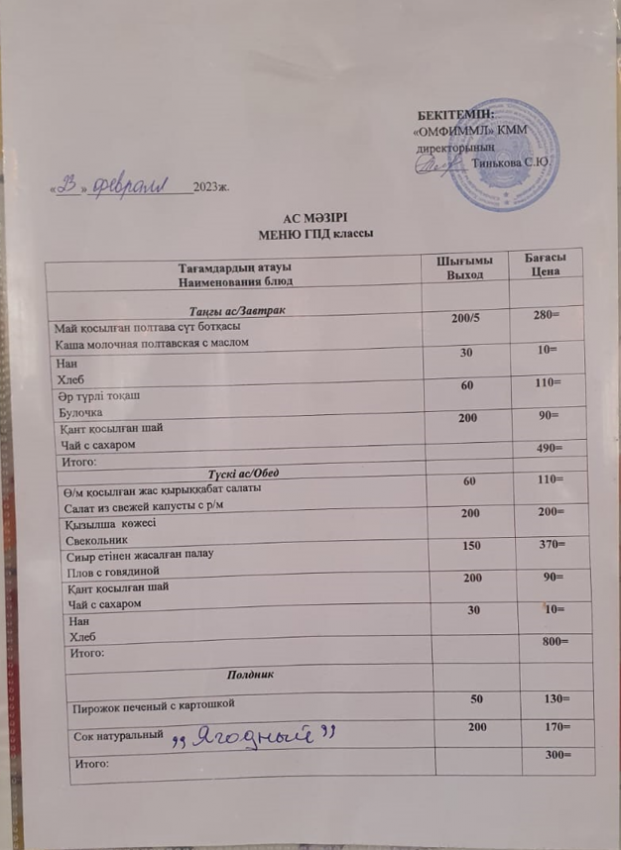 БЕКІТЕМІН:
«ОМФИММЛ» КММ
директорының
Тинькова С.Ю.
« 23 » февраля 2023ж.
АС МӘЗІРІ
МЕНЮ ГПД классы
Тағамдардың атауы
Наименования блюд
Шығымы
Выход
Бағасы
Цена
Таңғы ас/Завтрак
Май қосылған полтава сүт ботқасы
Каша молочная полтавская с маслом
200/5
280=
Нан
Хлеб
30
10=
Әр түрлі тоқаш
Булочка
60
110=
Қант қосылған шай
Чай с сахаром
200
90=
Итого:
490=
Түскі ас/Обед
Ө/м қосылған жас қырыққабат салаты
Салат из свежей капусты с р/м
60
110=
Қызылша көжесі
Свекольник
200
200=
Сиыр етінен жасалған палау
Плов с говядиной
150
370=
Қант қосылған шай
Чай с сахаром
200
90=
Нан
Хлеб
30
10=
Итого:
800=
Полдник
Пирожок печеный с картошкой
50
130=
Сок натуральный „Ягодный”
200
170=
Итого:
300=